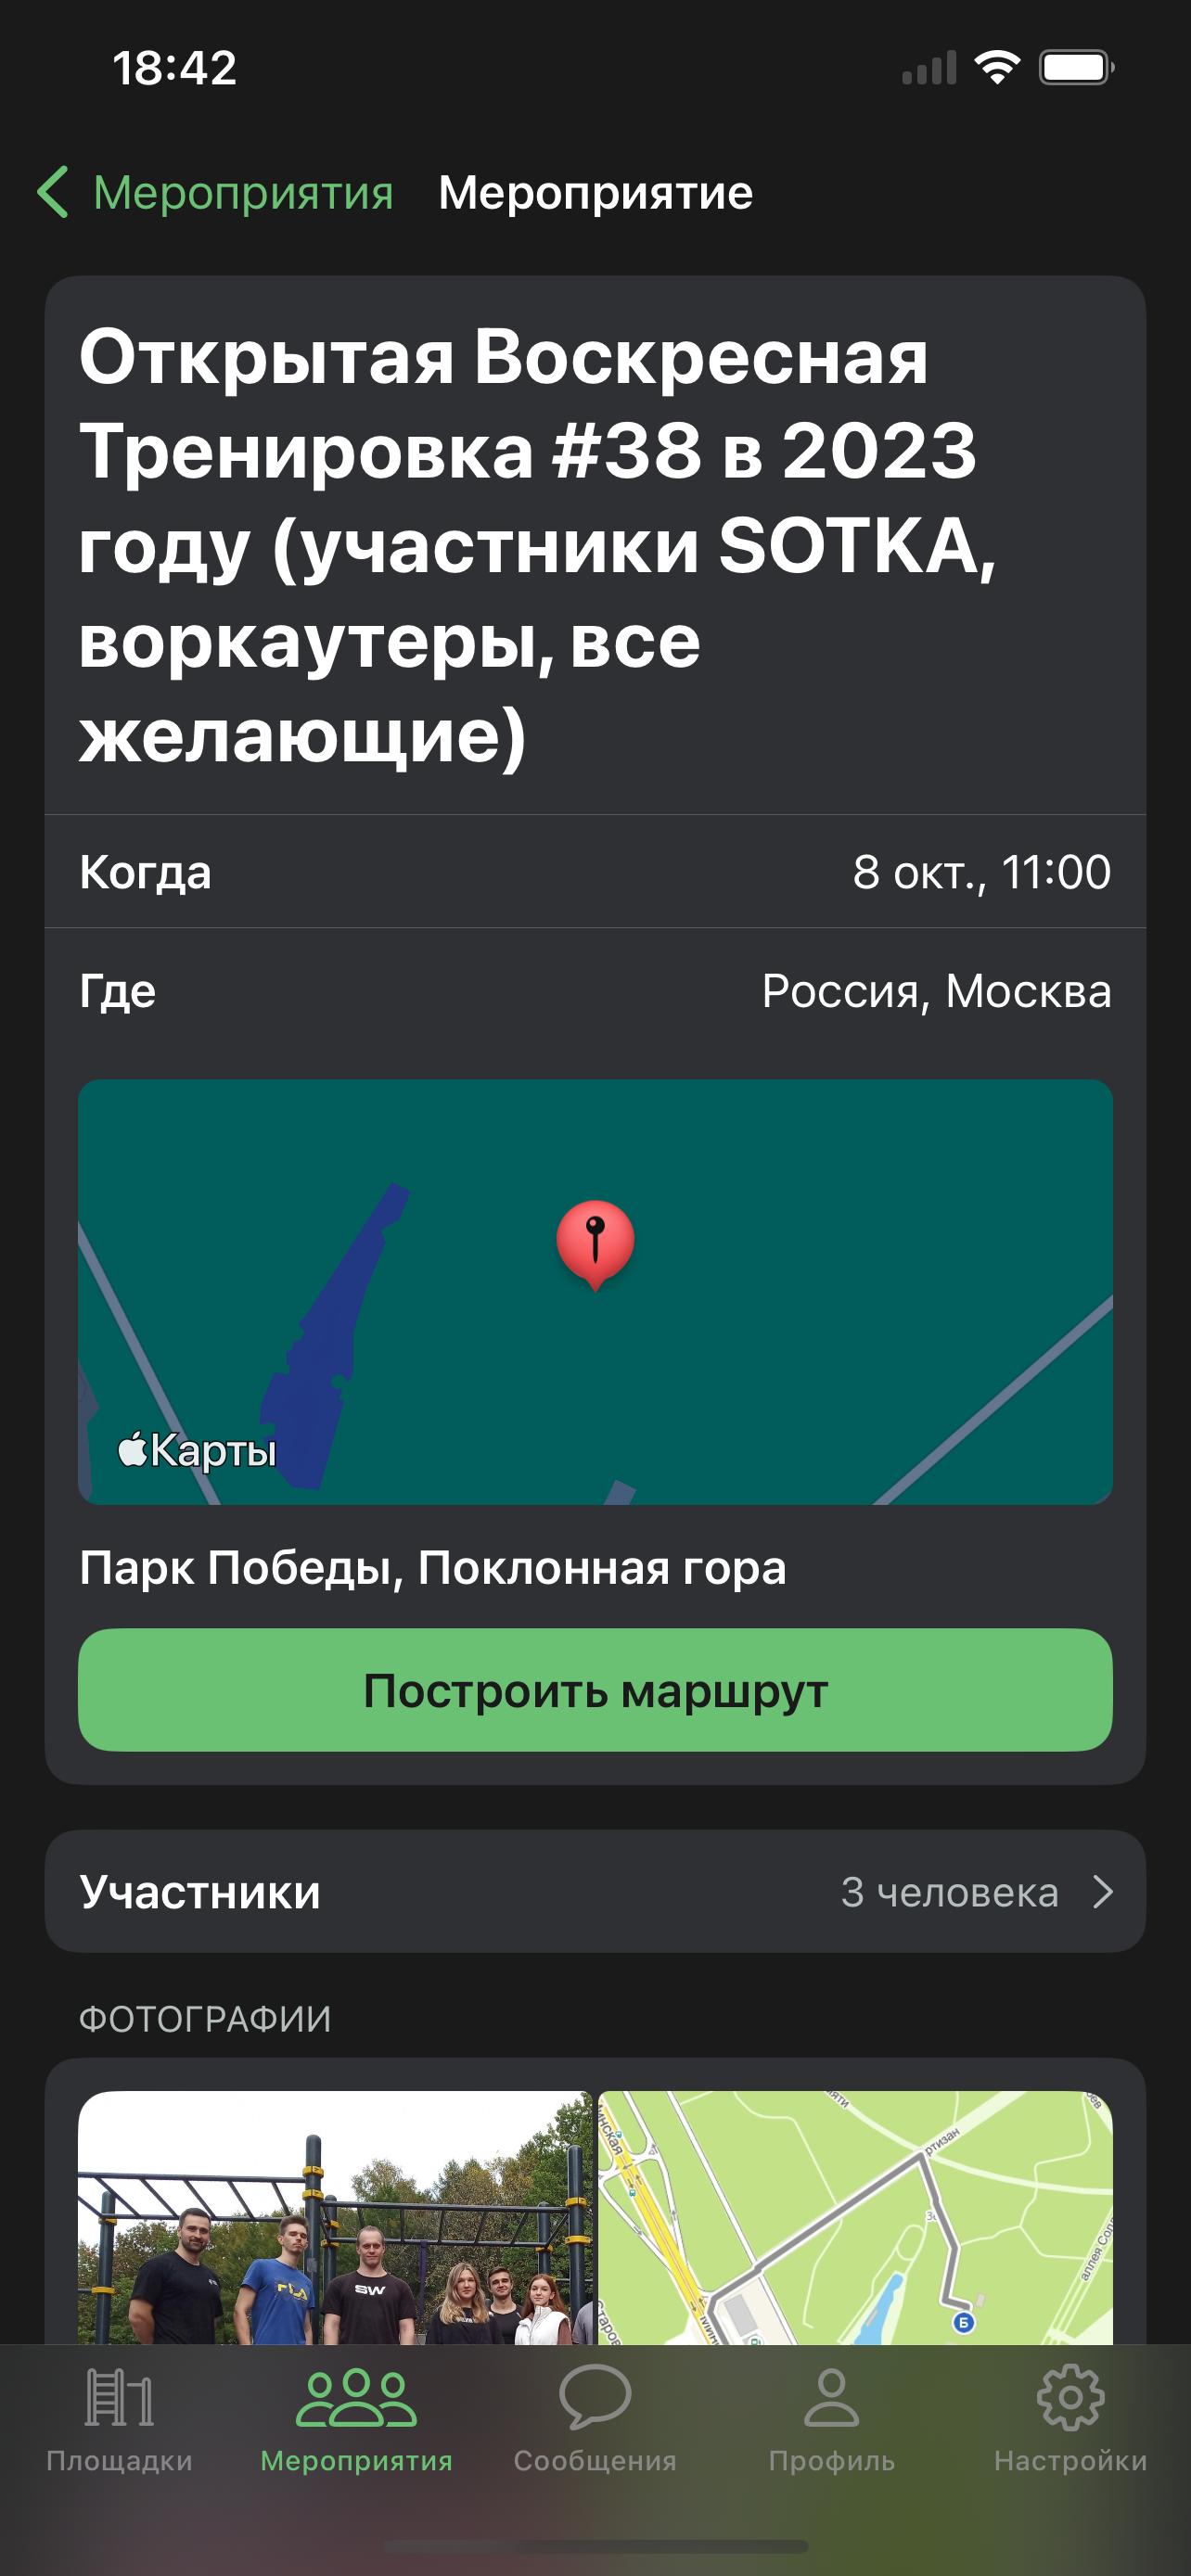 18:42
Мероприятия Мероприятие
Открытая Воскресная
Тренировка #38 в 2023
году (участники SOTKA,
воркаутеры, все
желающие)
Когда 8 окт., 11:00
Где Россия, Москва
Карты
Парк Победы, Поклонная гора
Построить маршрут
Участники 3 человека
ФОТОГРАФИИ
FILA
SW
Б
Площадки Мероприятия Сообщения Профиль Настройки